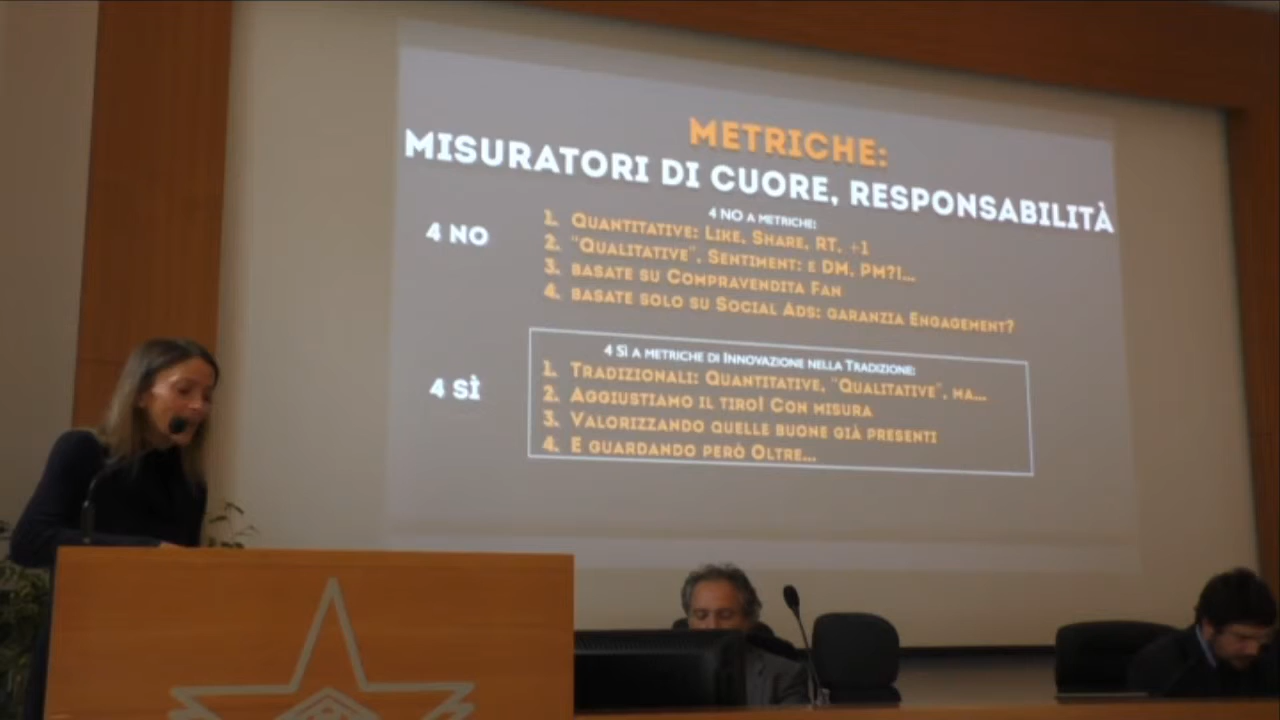 METRICHE:
MISURATORI DI CUORE, RESPONSABILITÀ
4 NO A METRICHE:
4 NO
1. QUANTITATIVE: LIKE, SHARE, RT, +1
2. "QUALITATIVE", SENTIMENT: E DM, PM?!...
3. BASATE SU COMPRAVENDITA FAN
4. BASATE SOLO SU SOCIAL ADS: GARANZIA ENGAGEMENT?
4 SÌ A METRICHE DI INNOVAZIONE NELLA TRADIZIONE:
4 SÌ
1. TRADIZIONALI: QUANTITATIVE, "QUALITATIVE", MA...
2. AGGIUSTIAMO IL TIRO! CON MISURA
3. VALORIZZANDO QUELLE BUONE GIÀ PRESENTI
4. E GUARDANDO PERÒ OLTRE...